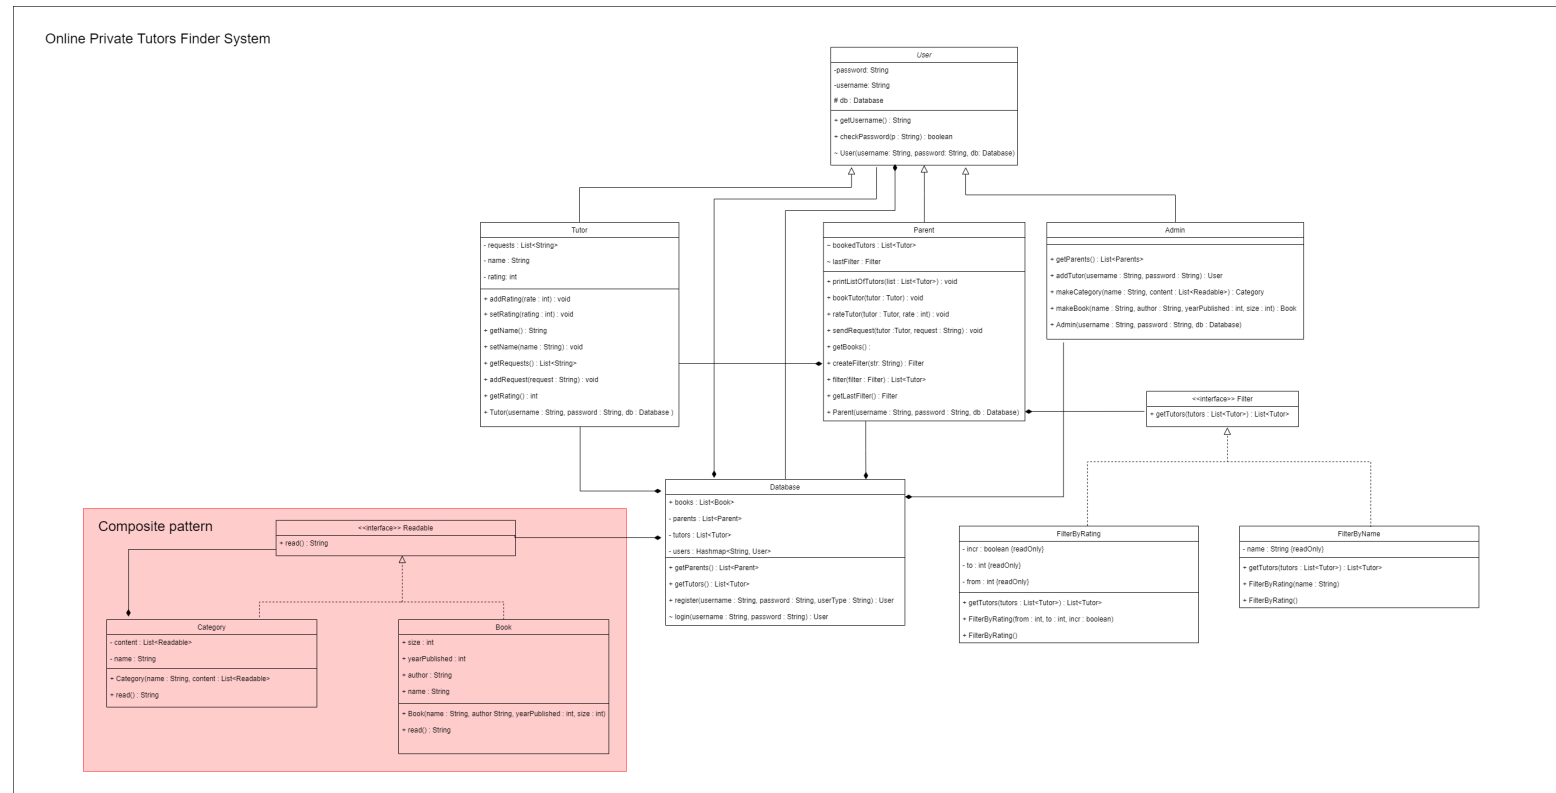 Online Private Tutors Finder System
User
-password: String
-username: String
# db : Database
+ getUsername() : String
+ checkPassword(p : String) : boolean
~ User(username: String, password: String, db: Database)
Tutor
- requests : List<String>
- name : String
- rating: int
+ addRating(rate : int) : void
+ setRating(rating : int) : void
+ getName() : String
+ setName(name : String) : void
+ getRequests() : List<String>
+ addRequest(request : String) : void
+ getRating() : int
+ Tutor(username : String, password : String, db : Database )
Parent
~ bookedTutors : List<Tutor>
~ lastFilter : Filter
+ printListOfTutors(list : List<Tutor>) : void
+ bookTutor(tutor : Tutor) : void
+ rateTutor(tutor : Tutor, rate : int) : void
+ sendRequest(tutor :Tutor, request : String) : void
+ getBooks() :
+ createFilter(str: String) : Filter
+ filter(filter : Filter) : List<Tutor>
+ getLastFilter() : Filter
+ Parent(username : String, password : String, db : Database)
Admin
+ getParents() : List<Parents>
+ addTutor(username : String, password : String) : User
+ makeCategory(name : String, content : List<Readable>) : Category
+ makeBook(name : String, author : String, yearPublished : int, size : int) : Book
+ Admin(username : String, password : String, db : Database)
<<interface>> Filter
+ getTutors(tutors : List<Tutor>) : List<Tutor>
Database
+ books : List<Book>
- parents : List<Parent>
- tutors : List<Tutor>
- users : Hashmap<String, User>
+ getParents() : List<Parent>
+ getTutors() : List<Tutor>
+ register(username : String, password : String, userType : String) : User
~ login(username : String, password : String) : User
Composite pattern
<<interface>> Readable
+ read() : String
Category
- content : List<Readable>
- name : String
+ Category(name : String, content : List<Readable>
+ read() : String
Book
+ size : int
+ yearPublished : int
+ author : String
+ name : String
+ Book(name : String, author String, yearPublished : int, size : int)
+ read() : String
FilterByRating
- incr : boolean {readOnly}
- to : int {readOnly}
- from : int {readOnly}
+ getTutors(tutors : List<Tutor>) : List<Tutor>
+ FilterByRating(from : int, to : int, incr : boolean)
+ FilterByRating()
FilterByName
- name : String {readOnly}
+ getTutors(tutors : List<Tutor>) : List<Tutor>
+ FilterByRating(name : String)
+ FilterByRating()